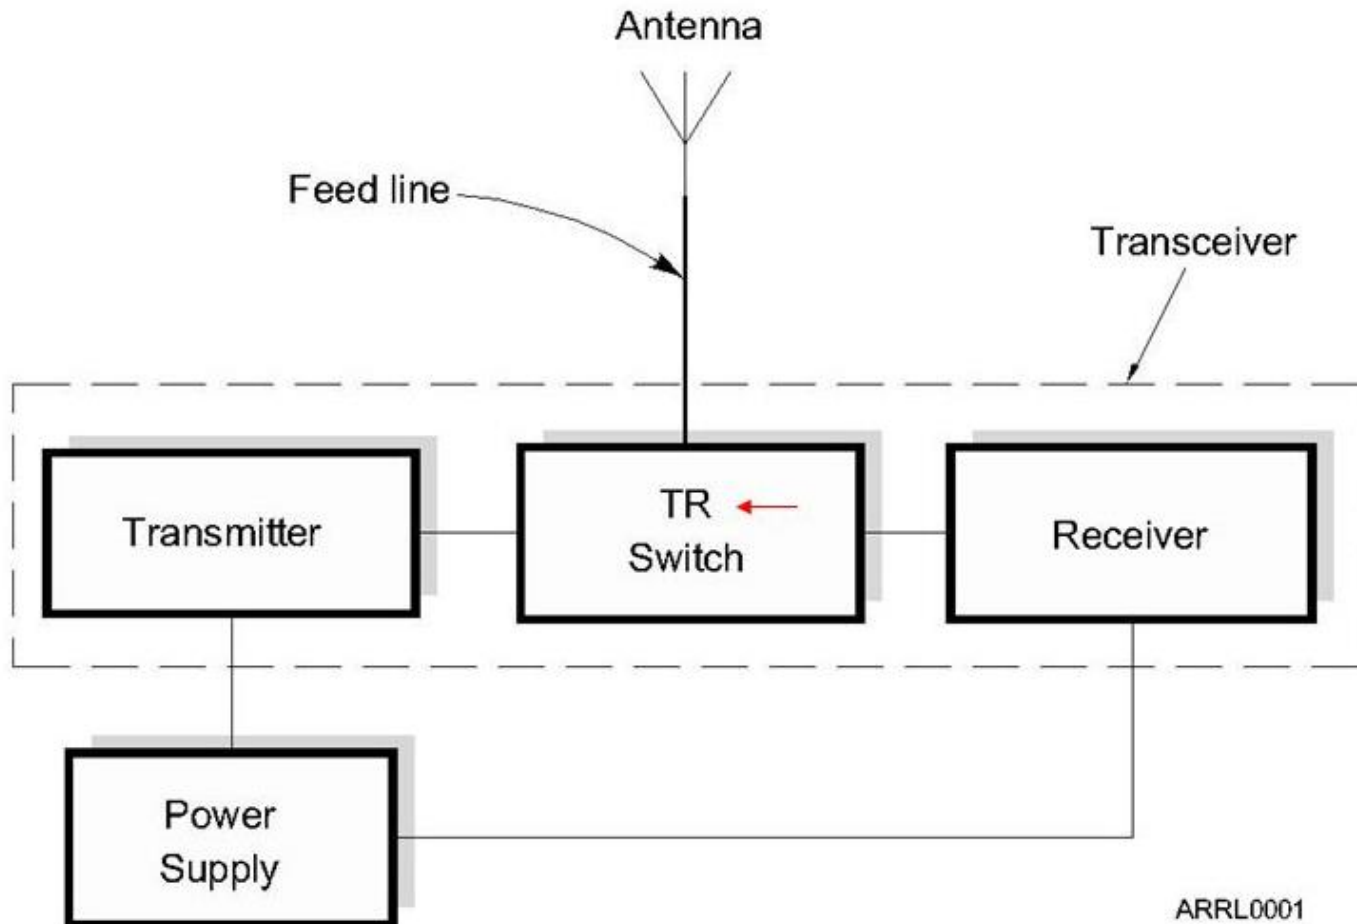 Antenna
Feed line
Transceiver
Transmitter
TR
Switch
Receiver
Power
Supply
ARRL0001